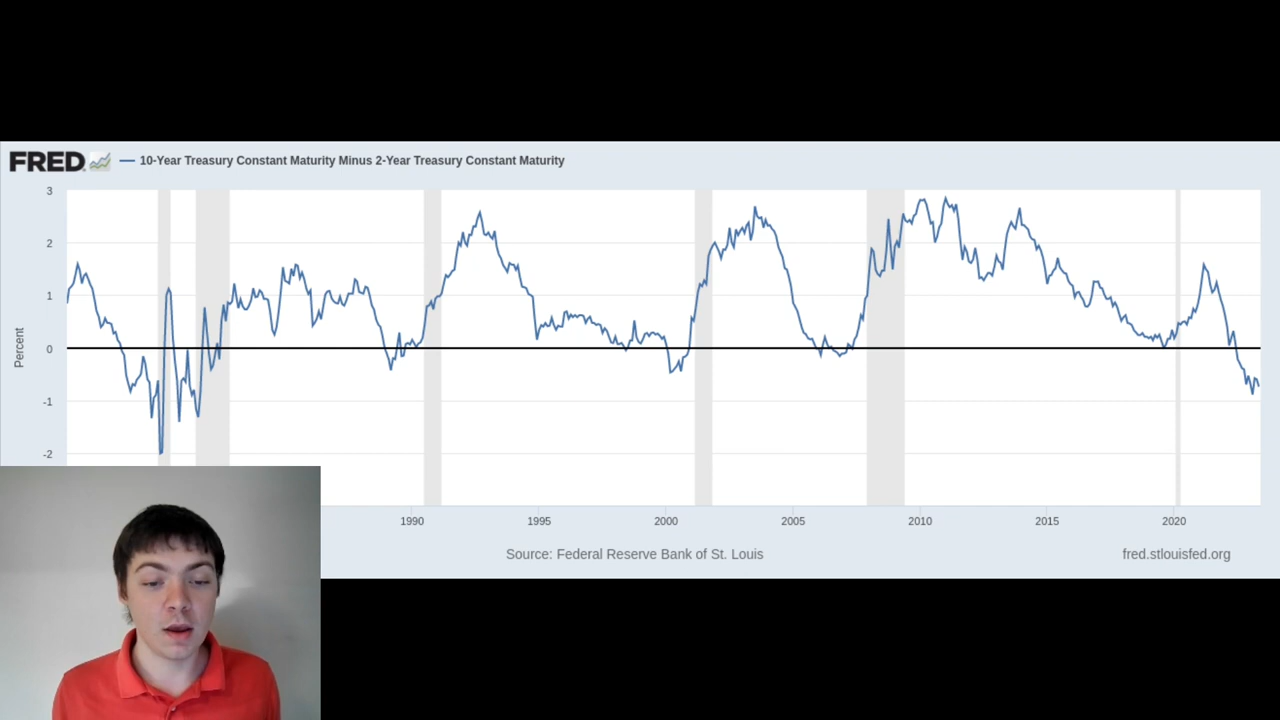 FRED
10-Year Treasury Constant Maturity Minus 2-Year Treasury Constant Maturity
3
2
1
0
-1
-2
Percent
1990
1995
2000
2005
2010
2015
2020
Source: Federal Reserve Bank of St. Louis
fred.stlouisfed.org